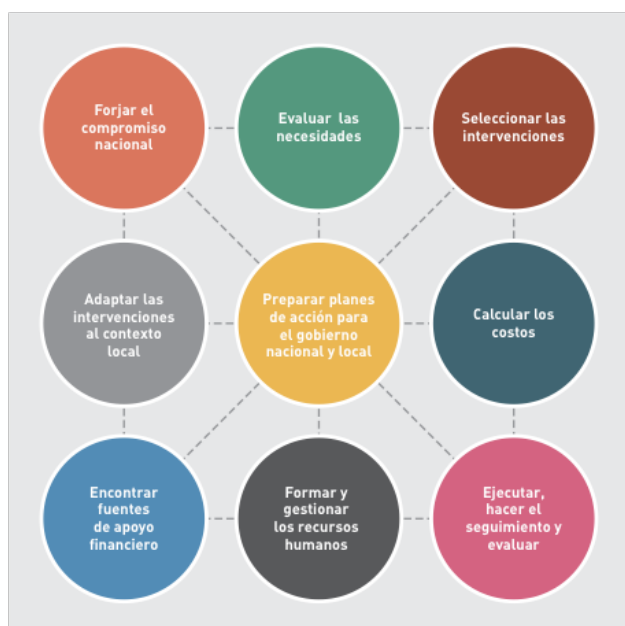 Forjar el
compromiso
nacional
Evaluar las
necesidades
Seleccionar las
intervenciones
Adaptar las
intervenciones
al contexto
local
Preparar planes
de acción para
el gobierno
nacional y local
Calcular los
costos
Encontrar
fuentes
de apoyo
financiero
Formar y
gestionar
los recursos
humanos
Ejecutar,
hacer el
seguimiento y
evaluar